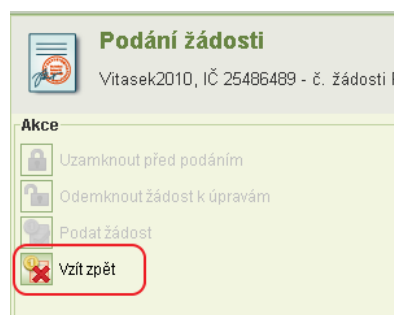 Podání žádosti
Vitasek2010, IČ 25486489 - č. žádosti
Akce
Uzamknout před podáním
Odemknout žádost k úpravám
Podat žádost
Vzít zpět